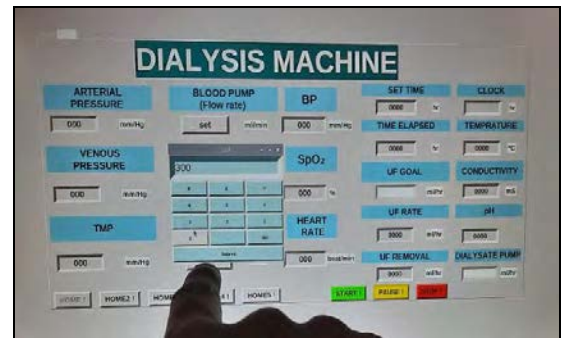 DIALYSIS MACHINE
ARTERIAL
PRESSURE
000 mm/Hg
VENOUS
PRESSURE
000 mm/Hg
TMP
000 mm/Hg
BLOOD PUMP
(Flow rate)
set ml/min
300
BP
000 mm/Hg
SpO2
000 %
HEART
RATE
000 beat/min
SET TIME
0000 hr
TIME ELAPSED
0000 hr
UF GOAL
ml/hr
UF RATE
0000 ml/hr
UF REMOVAL
0000 ml/hr
CLOCK
hr
TEMPRATURE
0000 °C
CONDUCTIVITY
0000 mS
pH
0000
DIALYSATE PUMP
ml/hr
HOME !
HOME2 !
HOME5 !
START !
PAUSE !